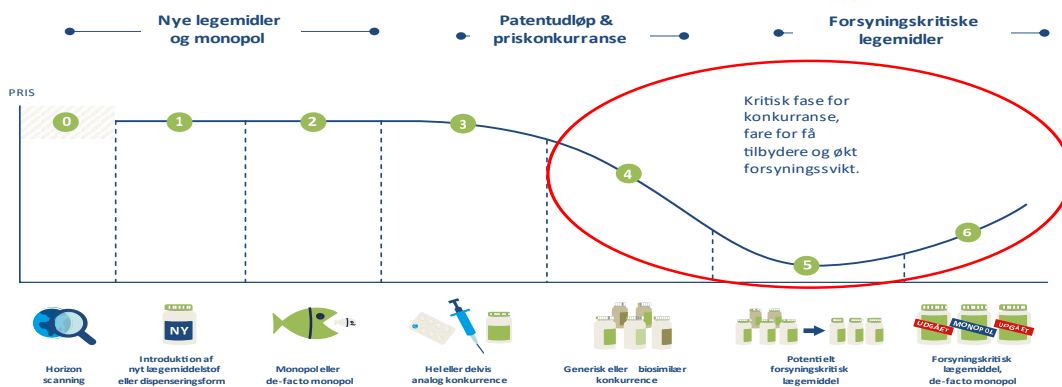 Nye legemidler
og monopol
Patentudløp &
priskonkurranse
Forsyningskritiske
legemidler
PRIS
0
1
2
3
4
5
6
Kritisk fase for
konkurranse,
fare for få
tilbydere og økt
forsyningssvikt.
NY
UDGÅET
MONOPOL
UDGÅET
Horizon
scanning
Introduktion af
nyt lægemiddelstof
eller dispenseringsform
Monopol eller
de-facto monopol
Hel eller delvis
analog konkurrence
Generisk eller biosimilær
konkurrence
Potentielt
forsyningskritisk
lægemiddel
Forsyningskritisk
lægemiddel,
de-facto monopol